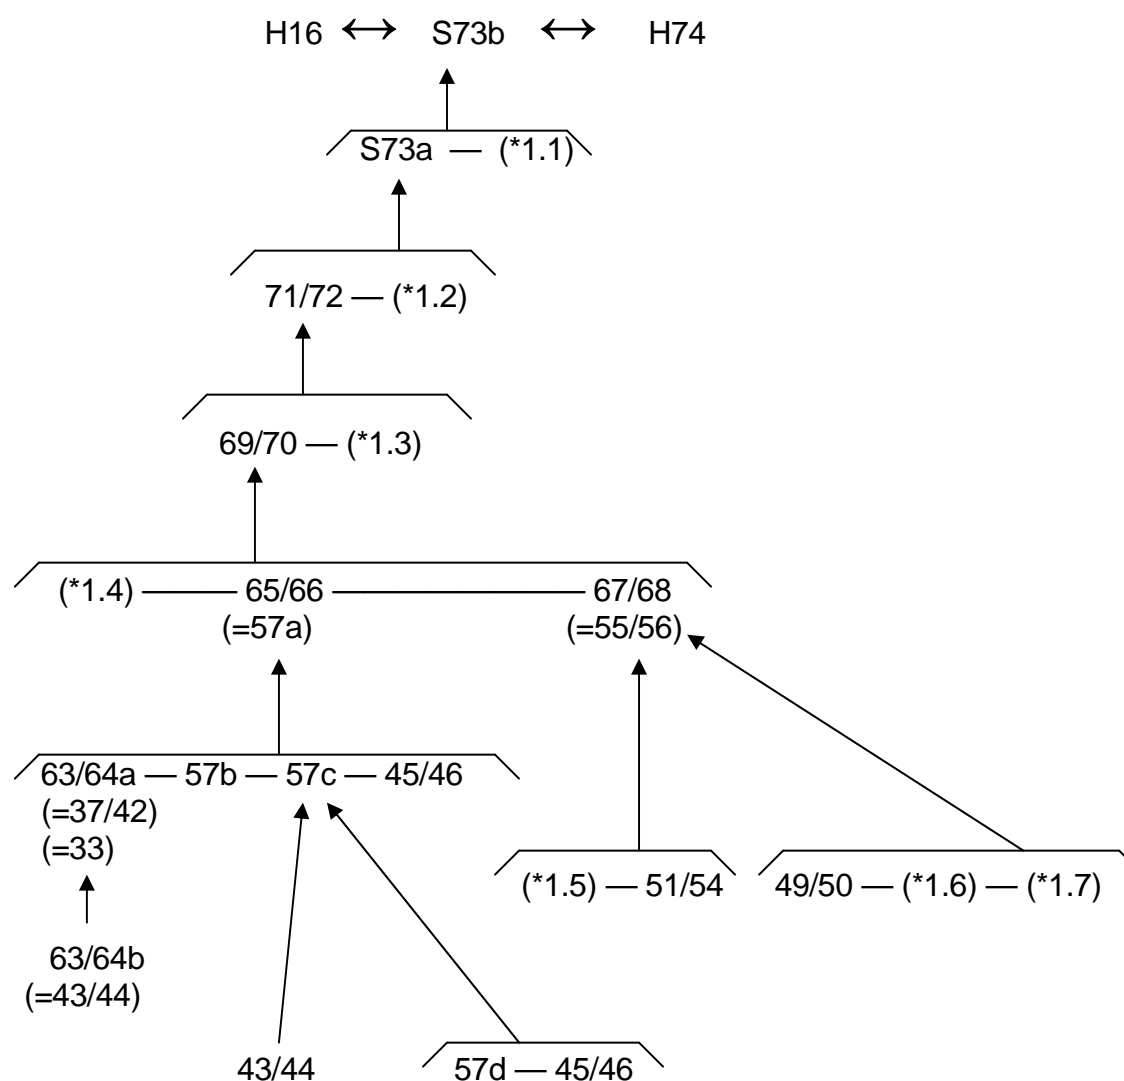 H16 ↔ S73b ↔ H74
S73a — (*1.1)
71/72 — (*1.2)
69/70 — (*1.3)
(*1.4) — 65/66 — 67/68
(=57a) (=55/56)
63/64a — 57b — 57c — 45/46
(=37/42)
(=33)
(*1.5) — 51/54 49/50 — (*1.6) — (*1.7)
63/64b
(=43/44)
43/44 57d — 45/46